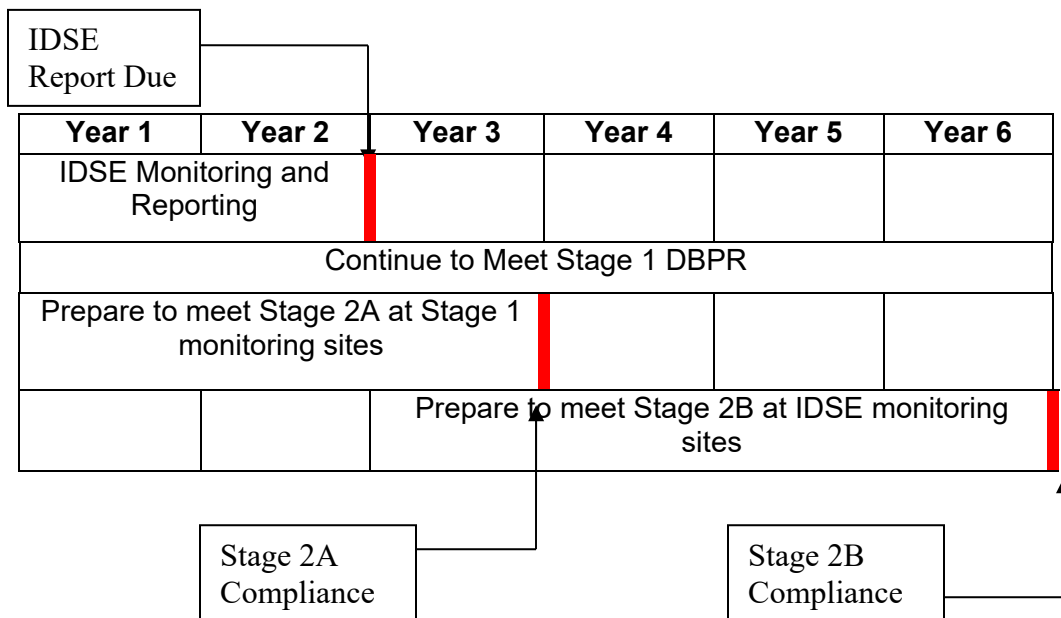 IDSE
Report Due
Year 1 Year 2 Year 3 Year 4 Year 5 Year 6
IDSE Monitoring and
Reporting
Continue to Meet Stage 1 DBPR
Prepare to meet Stage 2A at Stage 1
monitoring sites
Prepare to meet Stage 2B at IDSE monitoring
sites
Stage 2A
Compliance
Stage 2B
Compliance